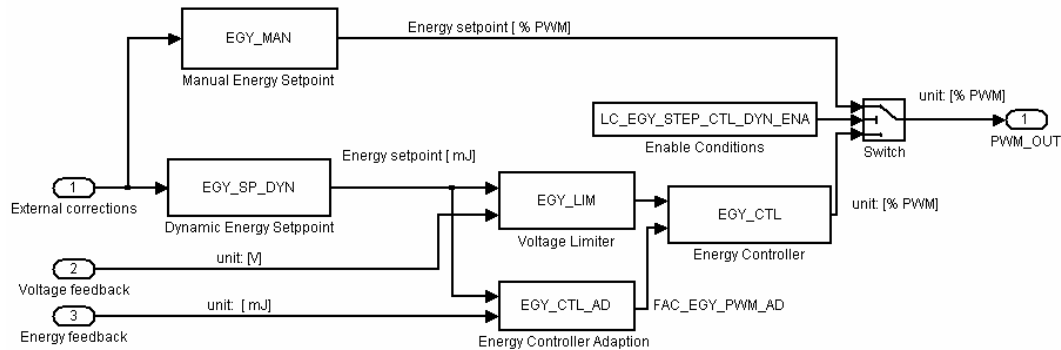 EGY_MAN
Manual Energy Setpoint
Energy setpoint [ % PWM]
LC_EGY_STEP_CTL_DYN_ENA
Enable Conditions
Switch
unit: [% PWM]
1
PWM_OUT
1
External corrections
EGY_SP_DYN
Dynamic Energy Setppoint
Energy setpoint [ mJ]
EGY_LIM
Voltage Limiter
EGY_CTL
Energy Controller
unit: [% PWM]
2
Voltage feedback
unit: [V]
3
Energy feedback
unit: [ mJ]
EGY_CTL_AD
Energy Controller Adaption
FAC_EGY_PWM_AD